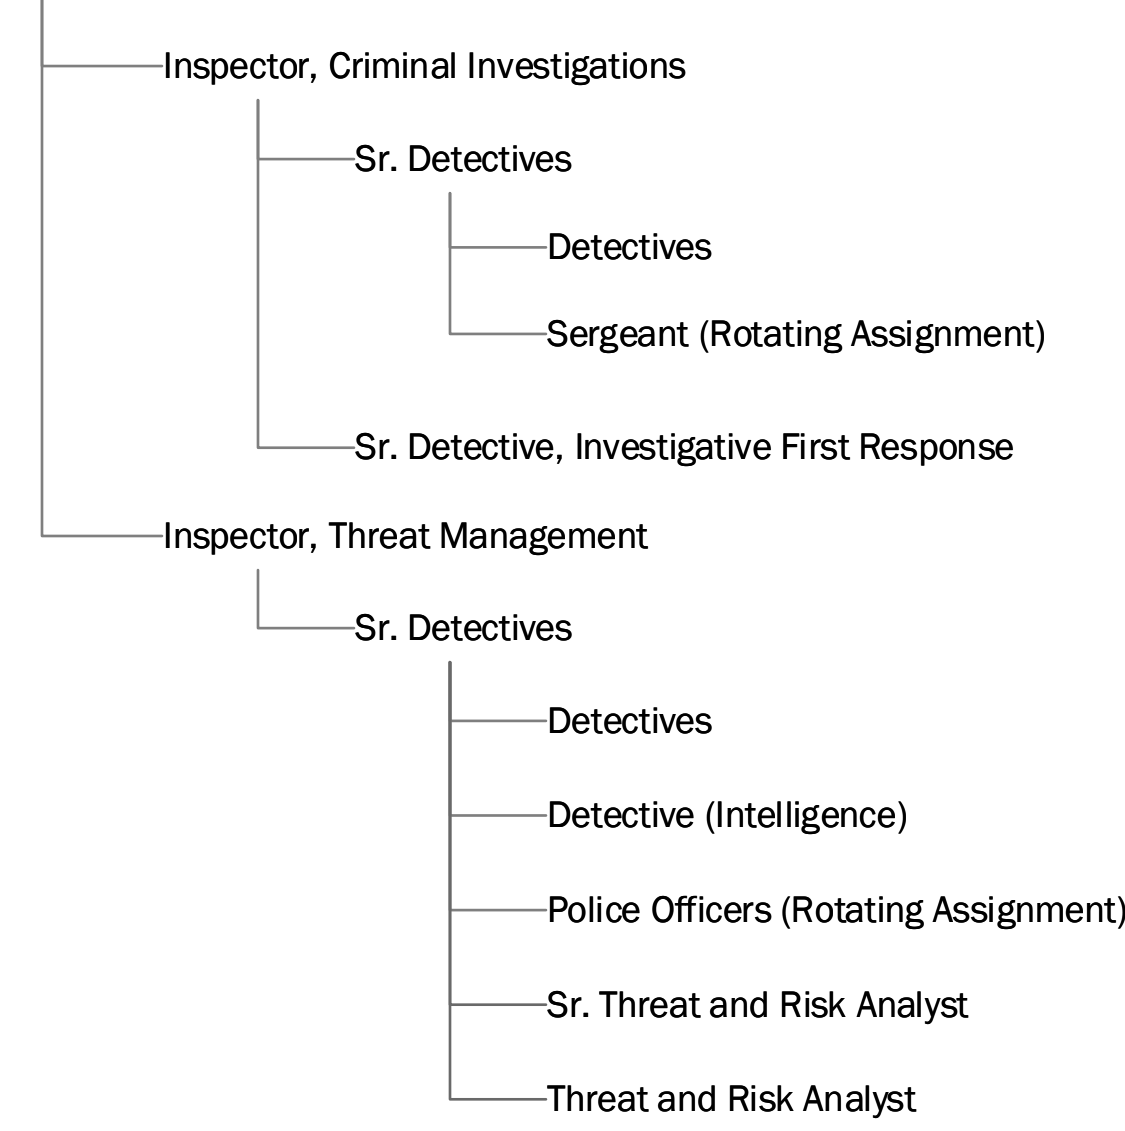 Inspector, Criminal Investigations
Sr. Detectives
Detectives
Sergeant (Rotating Assignment)
Sr. Detective, Investigative First Response
Inspector, Threat Management
Sr. Detectives
Detectives
Detective (Intelligence)
Police Officers (Rotating Assignment)
Sr. Threat and Risk Analyst
Threat and Risk Analyst